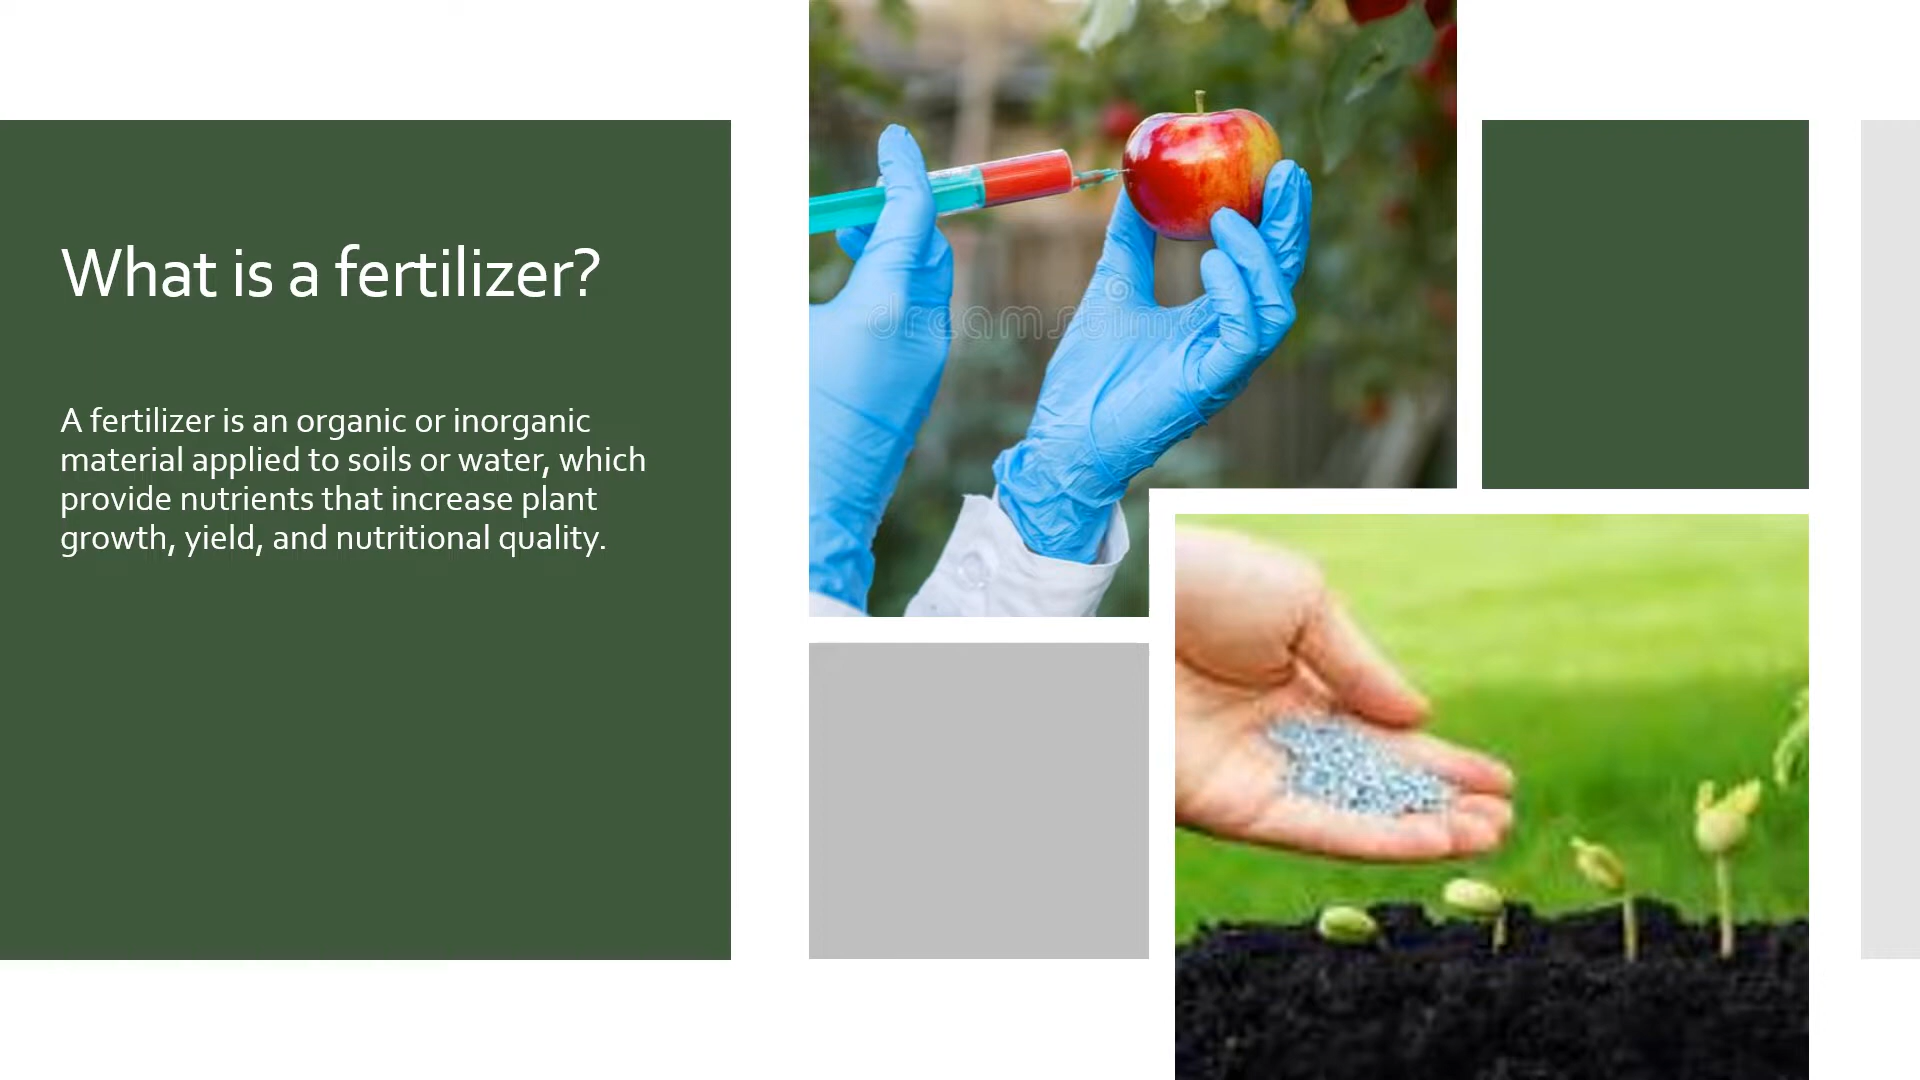 What is a fertilizer?
A fertilizer is an organic or inorganic
material applied to soils or water, which
provide nutrients that increase plant
growth, yield, and nutritional quality.
dreamstime